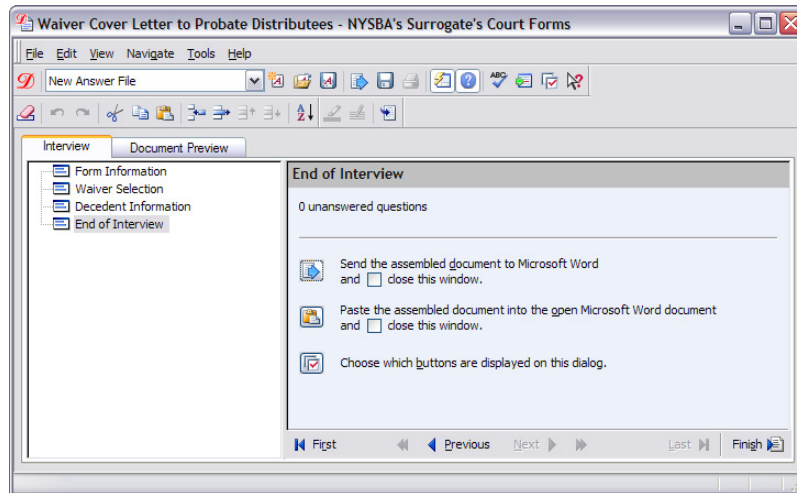 Waiver Cover Letter to Probate Distributees - NYSBA's Surrogate's Court Forms
File Edit View Navigate Tools Help
New Answer File
ABC
A
Z
Interview Document Preview
Form Information
Waiver Selection
Decedent Information
End of Interview
End of Interview
0 unanswered questions
Send the assembled document to Microsoft Word
and close this window.
Paste the assembled document into the open Microsoft Word document
and close this window.
Choose which buttons are displayed on this dialog.
First Previous Next Last Finish